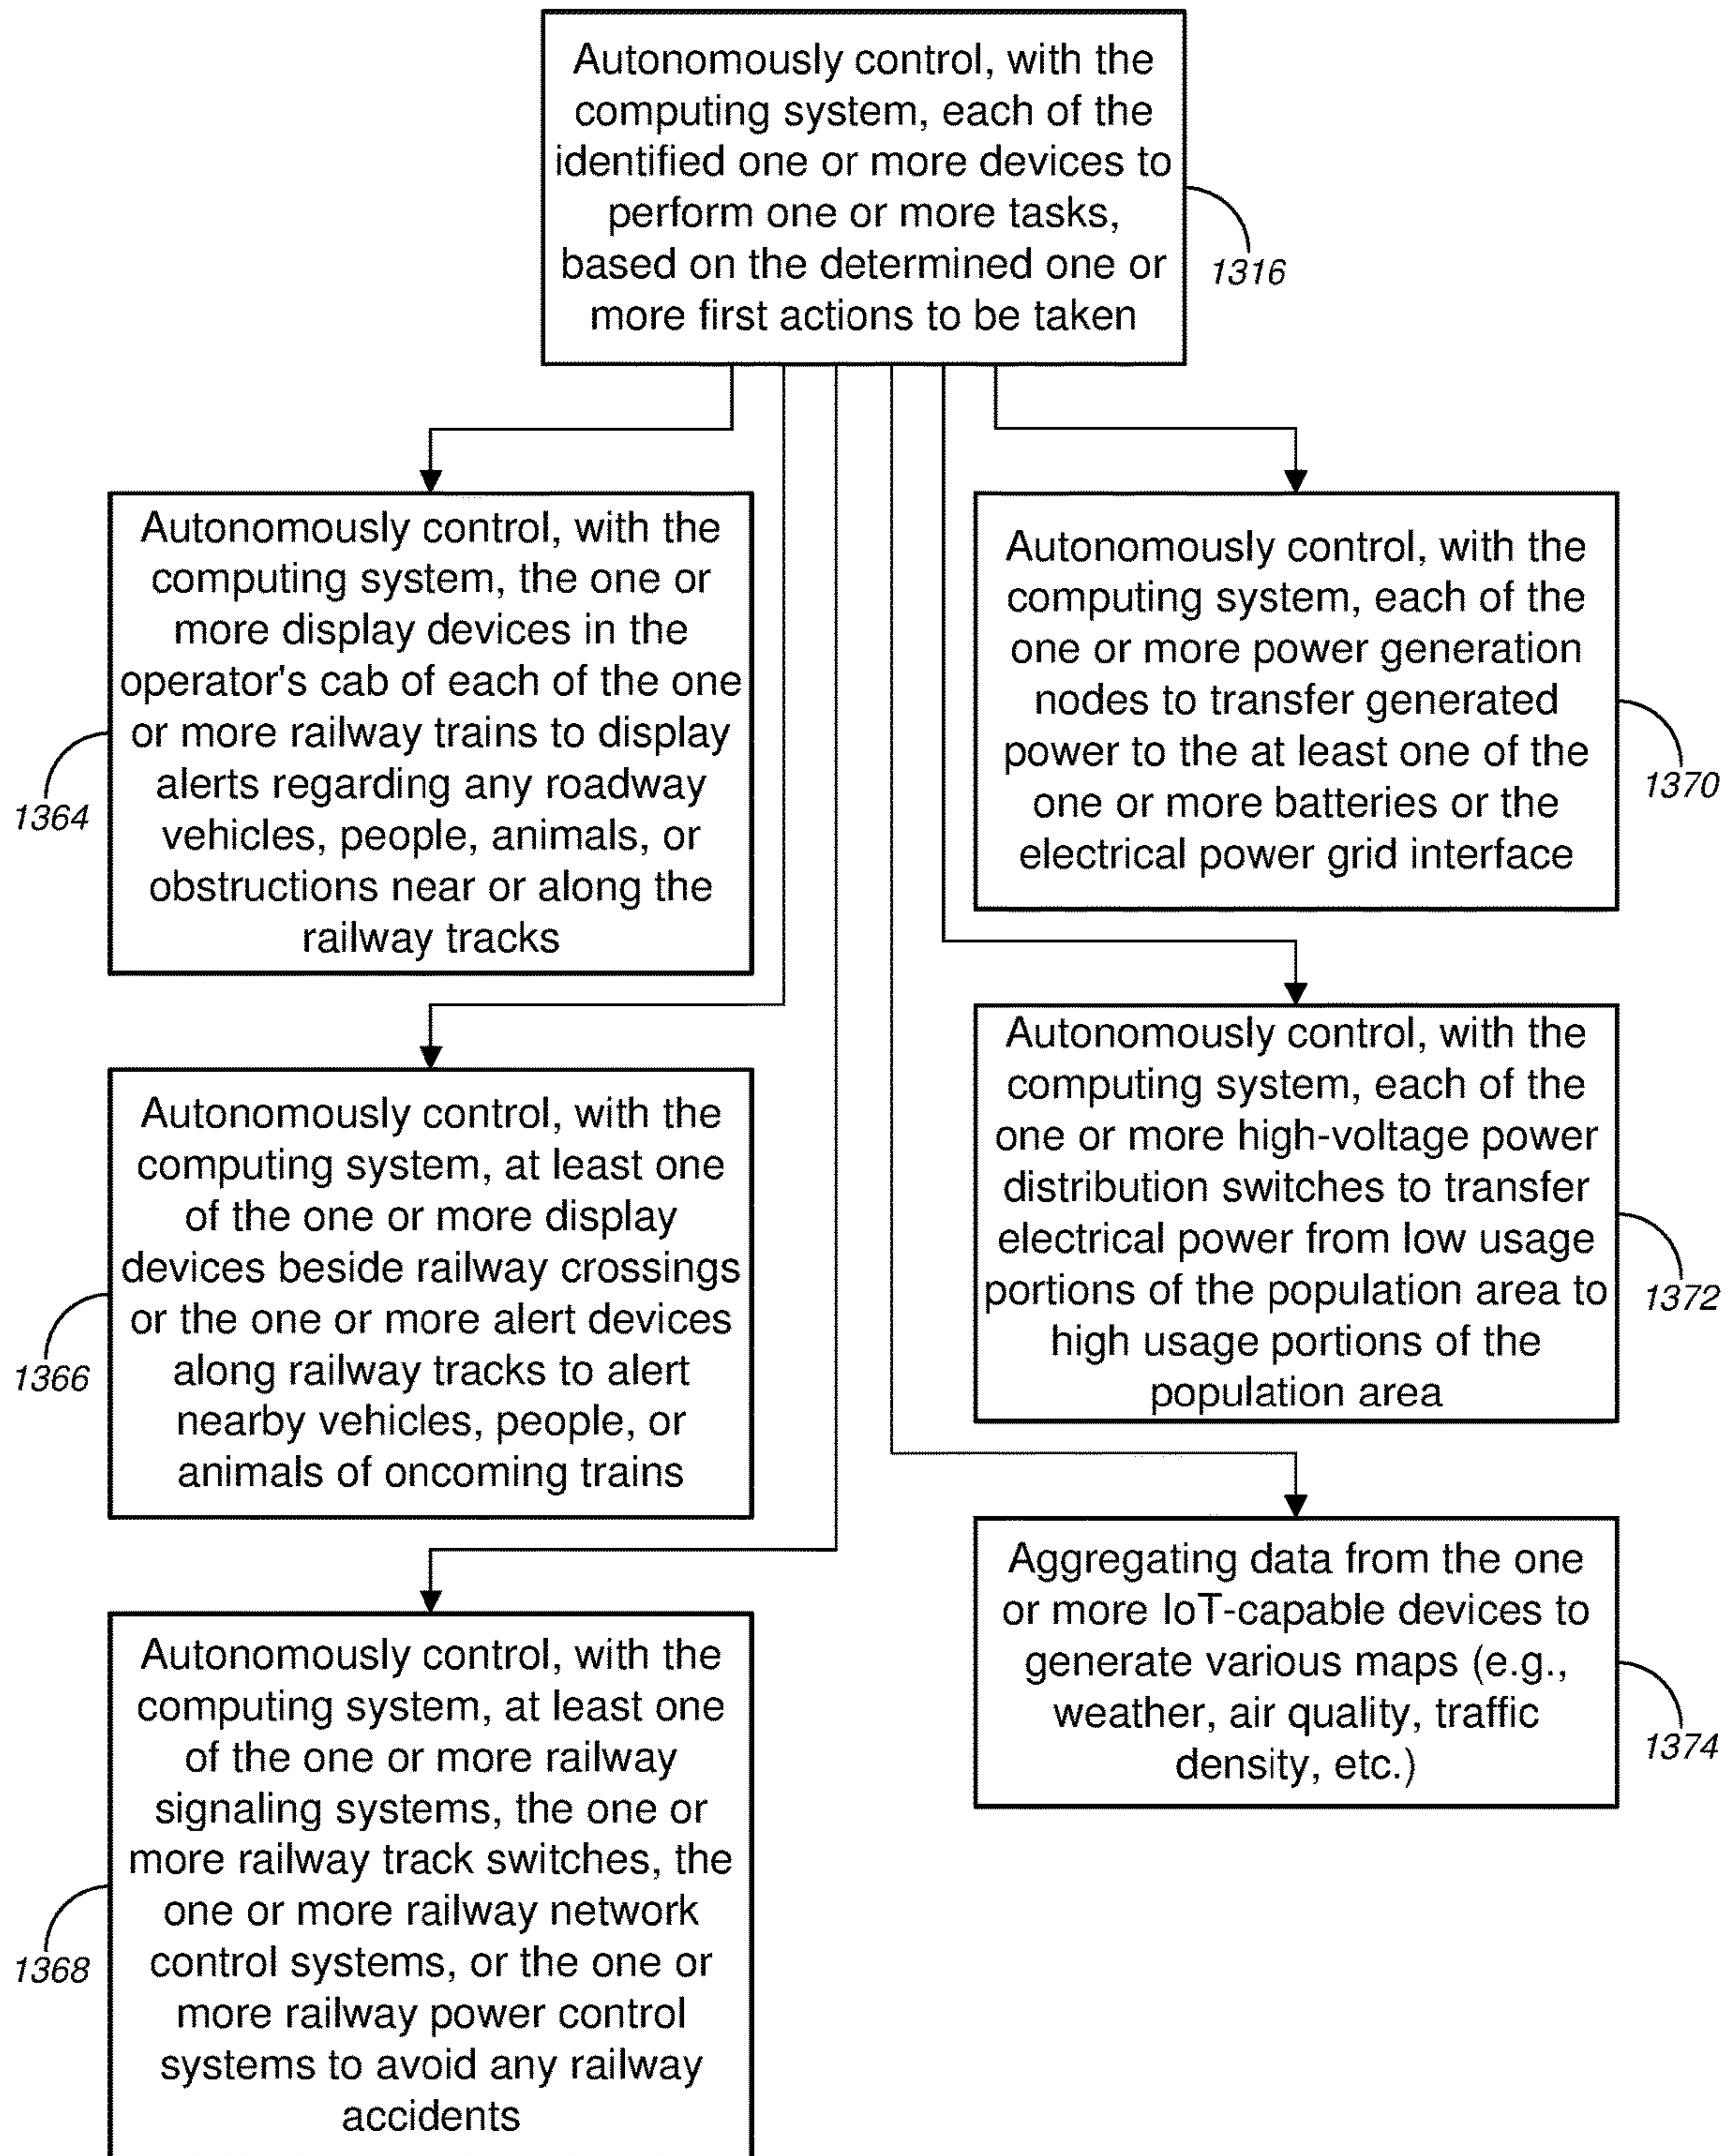 Autonomously control, with the
computing system, each of the
identified one or more devices to
perform one or more tasks,
based on the determined one or
more first actions to be taken
1316
Autonomously control, with the
computing system, the one or
more display devices in the
operator's cab of each of the one
or more railway trains to display
alerts regarding any roadway
vehicles, people, animals, or
obstructions near or along the
railway tracks
1364
Autonomously control, with the
computing system, at least one
of the one or more display
devices beside railway crossings
or the one or more alert devices
along railway tracks to alert
nearby vehicles, people, or
animals of oncoming trains
1366
Autonomously control, with the
computing system, at least one
of the one or more railway
signaling systems, the one or
more railway track switches, the
one or more railway network
control systems, or the one or
more railway power control
systems to avoid any railway
accidents
1368
Autonomously control, with the
computing system, each of the
one or more power generation
nodes to transfer generated
power to the at least one of the
one or more batteries or the
electrical power grid interface
1370
Autonomously control, with the
computing system, each of the
one or more high-voltage power
distribution switches to transfer
electrical power from low usage
portions of the population area to
high usage portions of the
population area
1372
Aggregating data from the one
or more IoT-capable devices to
generate various maps (e.g.,
weather, air quality, traffic
density, etc.)
1374